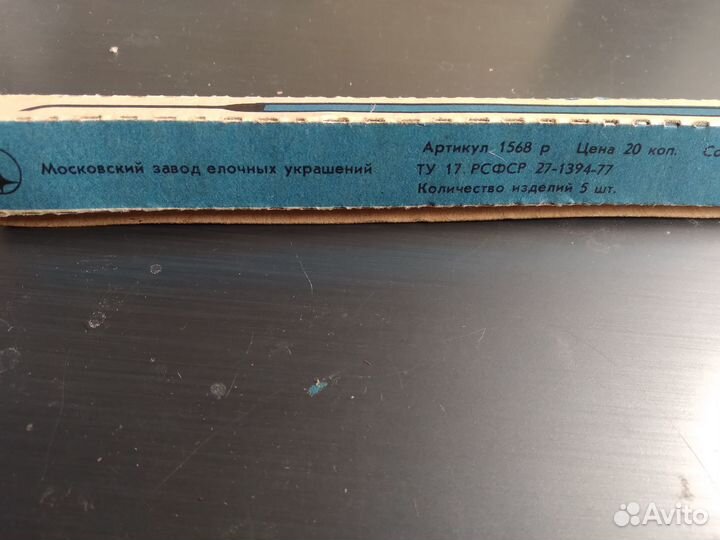 Московский завод елочных украшений
Артикул 1568 р Цена 20 коп.
ТУ 17 РСФСР 27-1394-77
Количество изделий 5 шт.
Avito